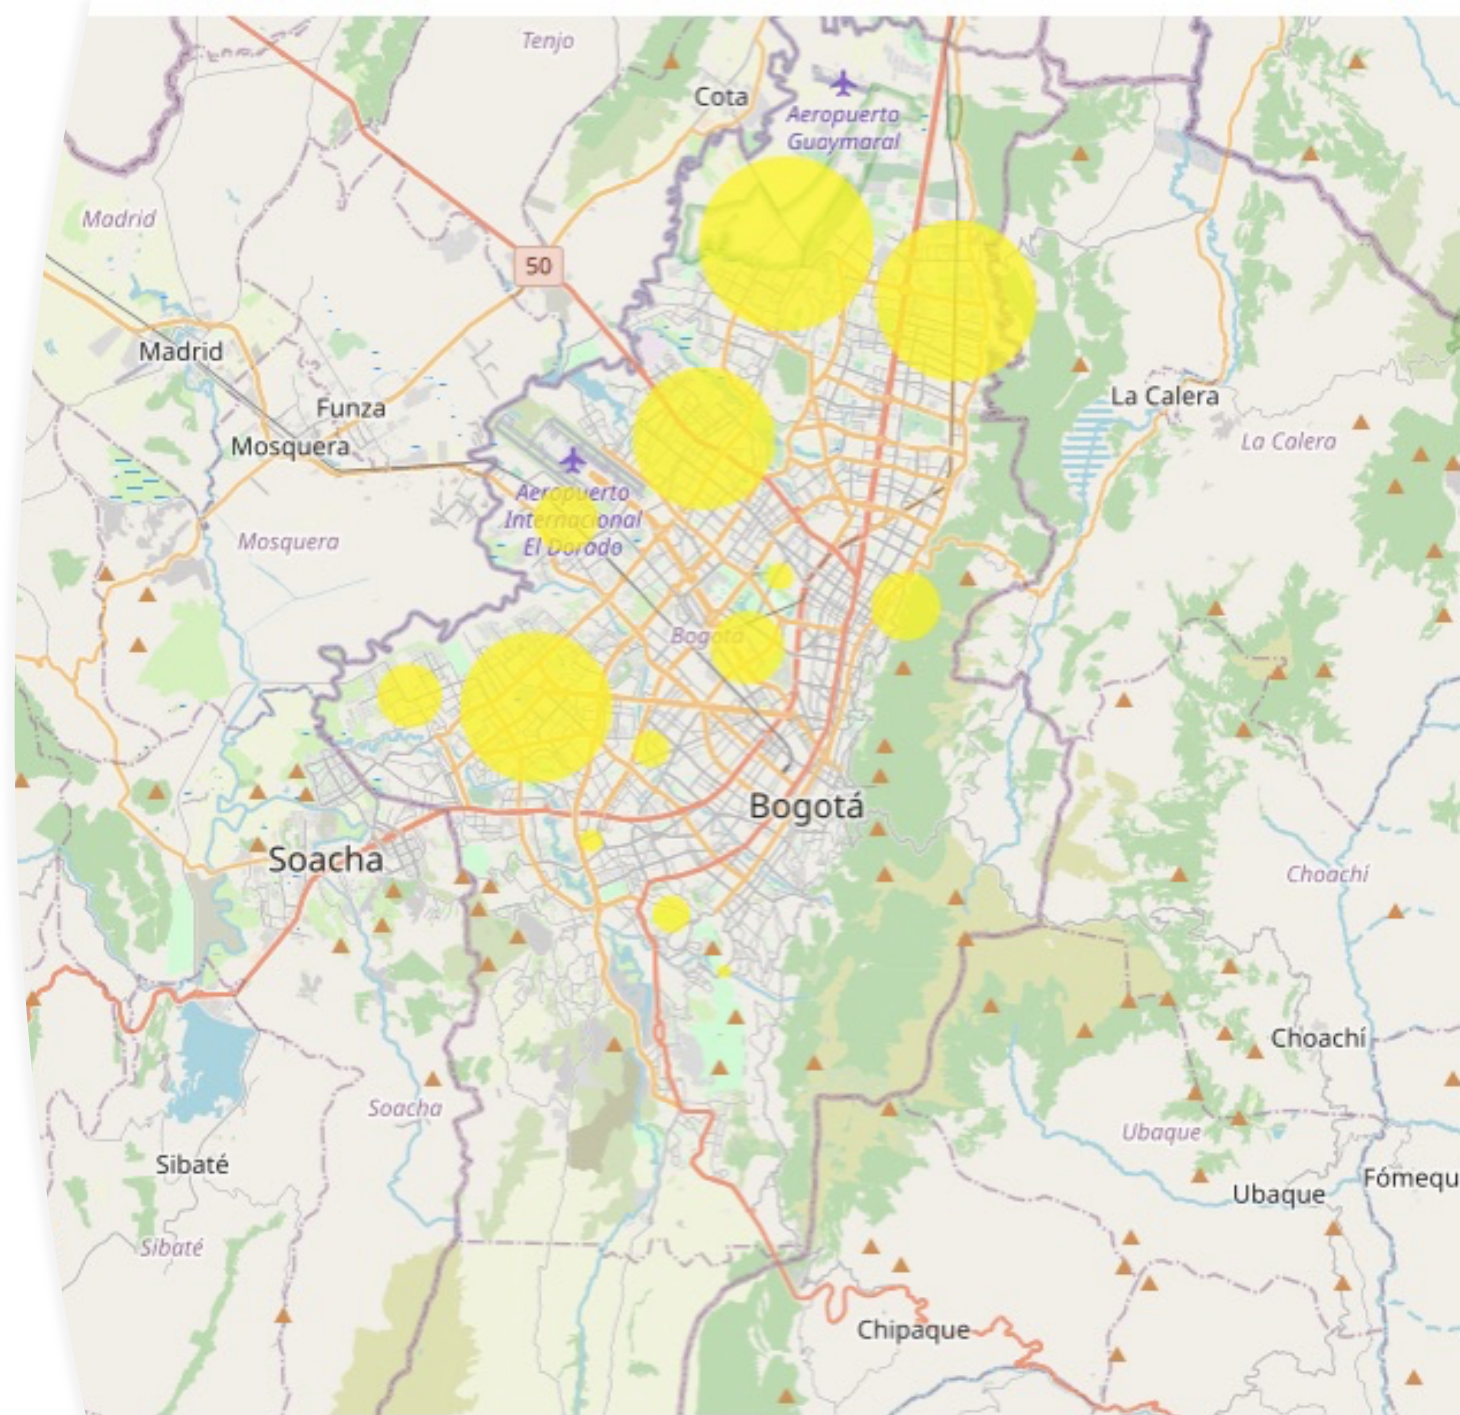 Tenjo
Cota
Aeropuerto
Guaymaral
Madrid
50
Madrid
La Calera
Funza
La Calera
Mosquera
Aeropuerto
Internacional
El Dorado
Mosquera
Bogotá
Bogotá
Soacha
Choachí
Choachí
Soacha
Ubaque
Sibaté
Fómequ
Ubaque
Sibaté
Chipaque